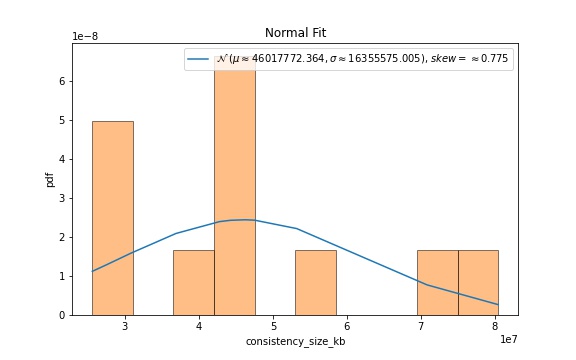 Normal Fit
1e−8
𝒩(μ ≈ 46017772.364, σ ≈ 16355575.005), skew = ≈0.775
6
5
4
3
2
1
0
pdf
3 4 5 6 7 8
1e7
consistency_size_kb